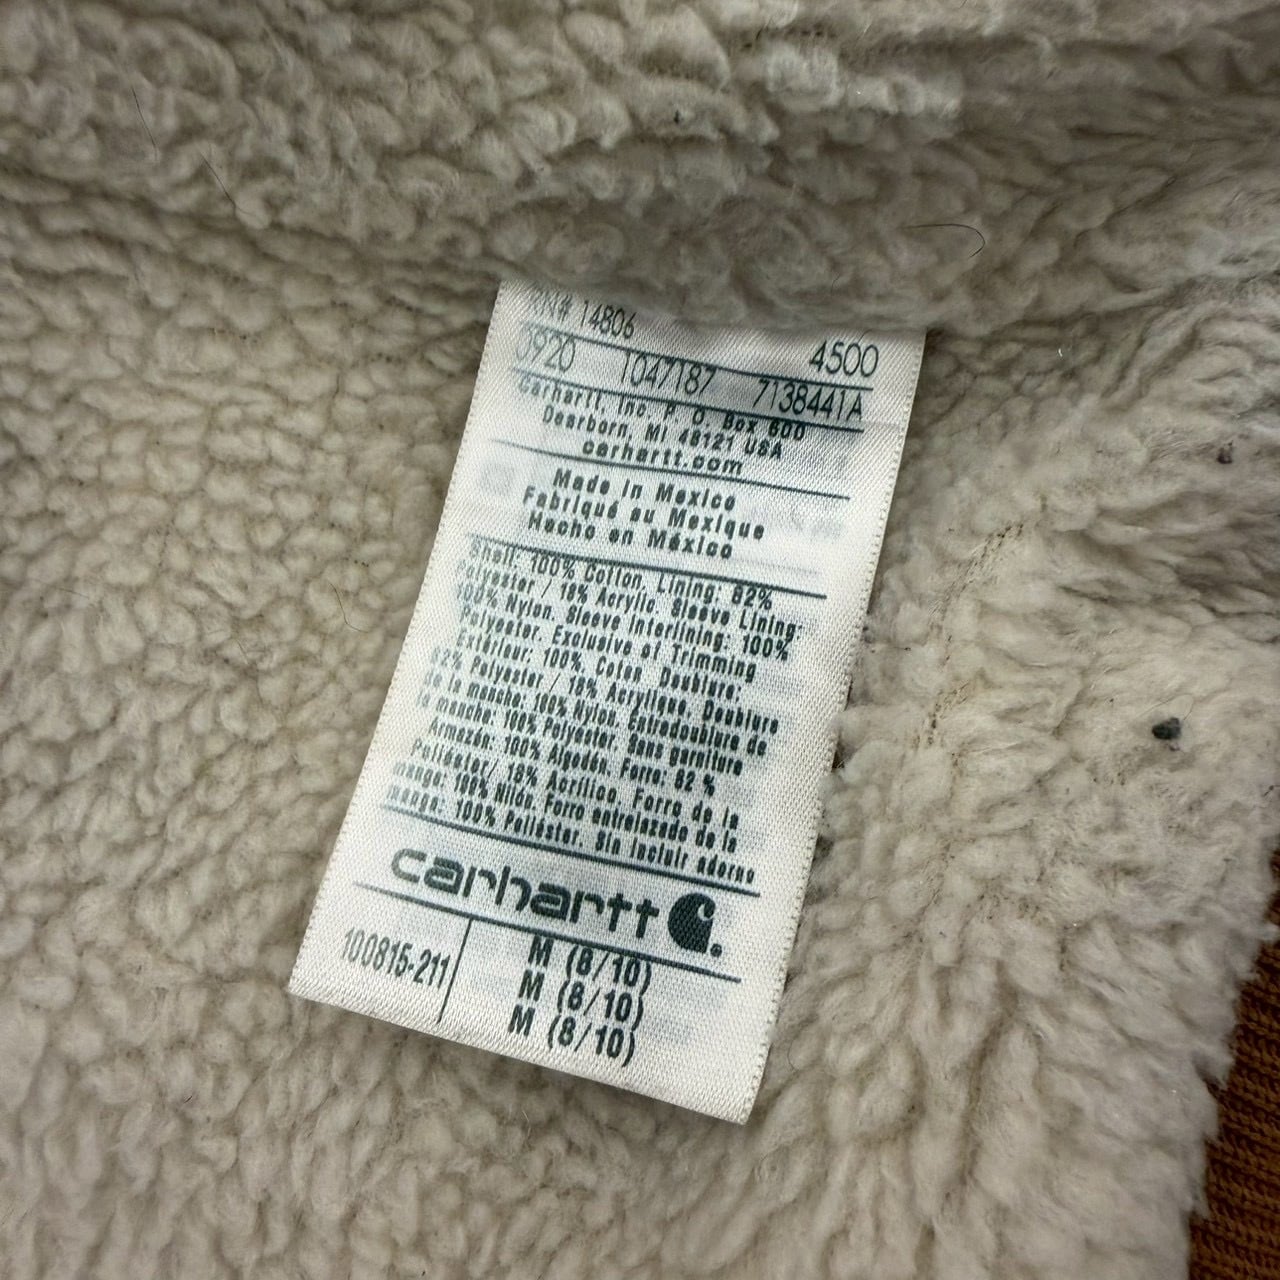 14806
4500
0920 1047187 7138441A
Carhartt, Inc. P. O. Box 600
Dearborn, MI 48121 USA
carhartt.com
Made in Mexico
Fabriqué au Mexique
Hecho en México
Shell: 100% Cotton, Lining: 82%
Polyester / 18% Acrylic. Sleeve Lining:
100% Nylon. Sleeve Interlining: 100%
Polyester. Exclusive of Trimming
Extérieur: 100% Coton. Doublure:
82% Polyester / 18% Acrylique. Doublure
de la manche: 100% Nylon. Entredoublure de
la manche: 100% Polyester. Sans garniture
Armazón: 100% Algodón. Forro: 82 %
Poliéster/ 18% Acrílico. Forro de la
manga: 100% Nilón. Forro entrelazado de la
manga. 100% Poliéster. Sin incluir adorno
carhartt
100815-211
M (8/10)
M (8/10)
M (8/10)